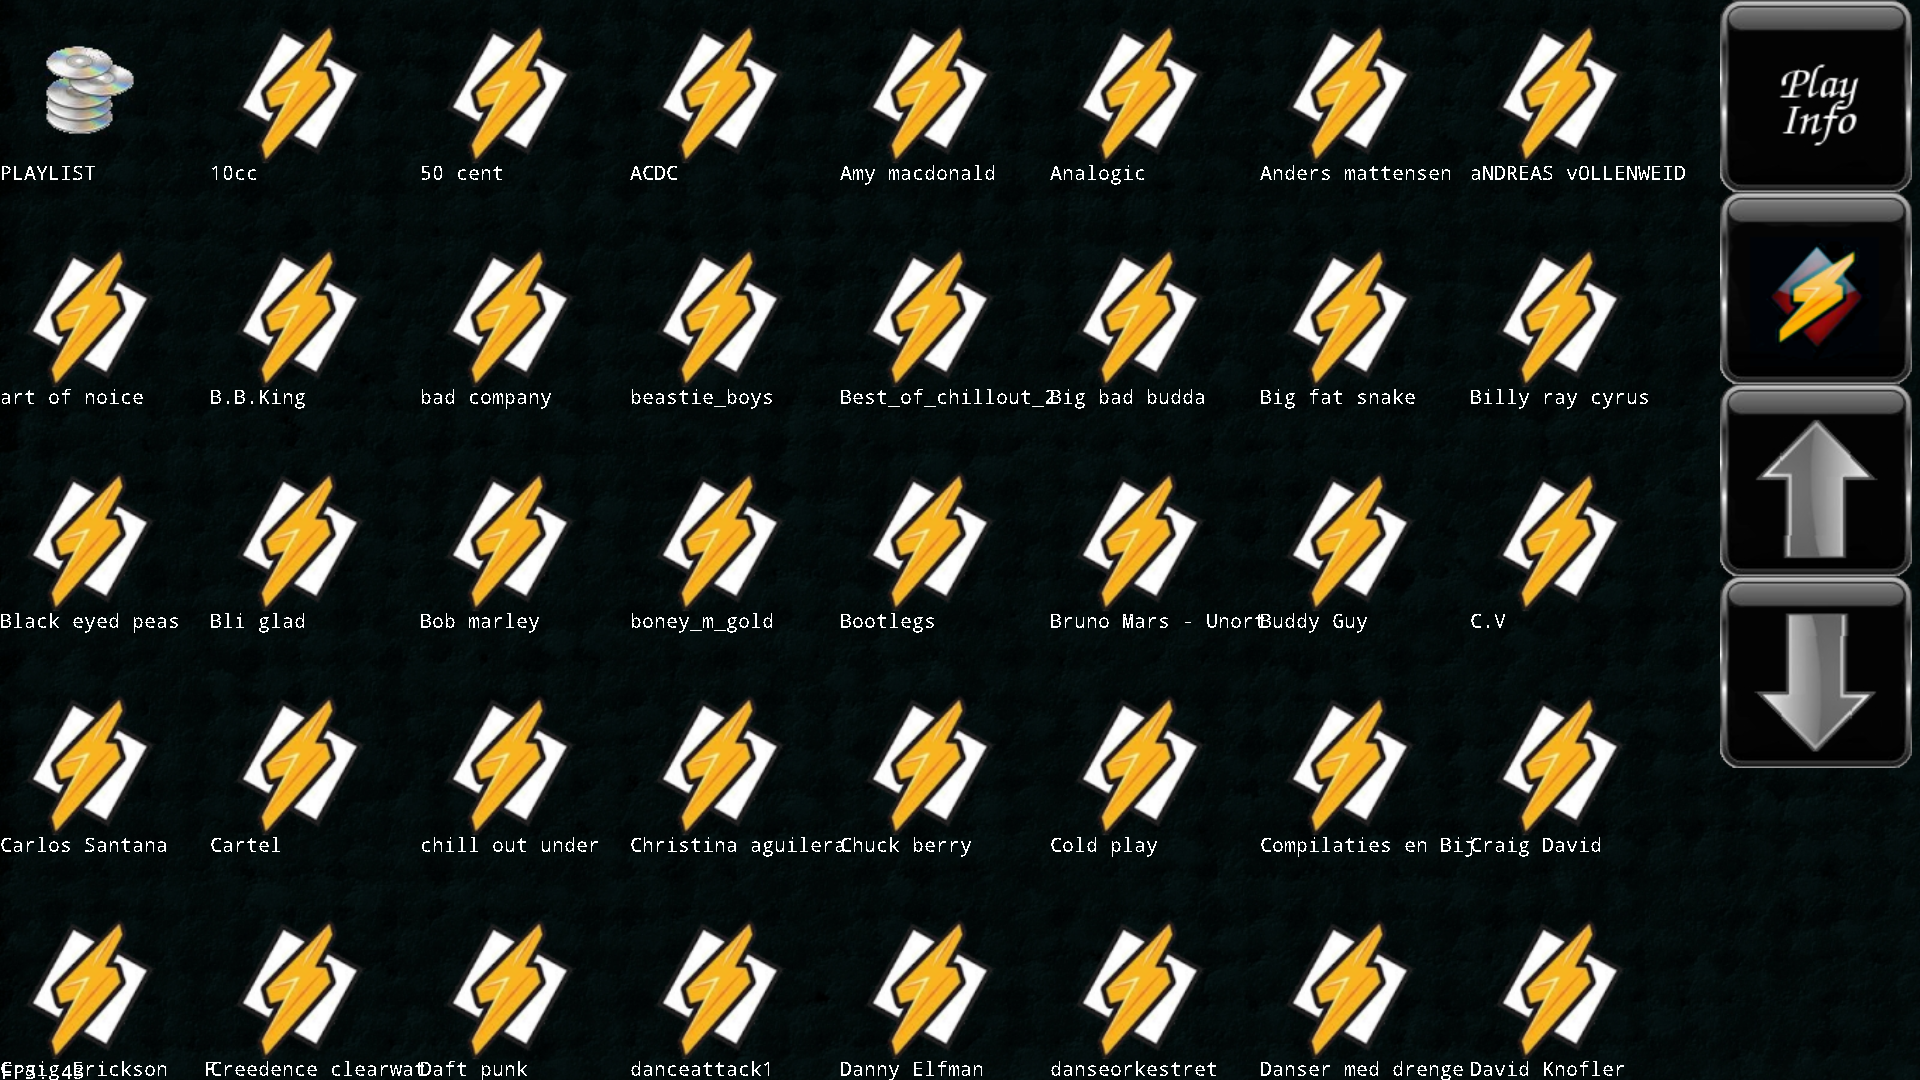 Play
Info
PLAYLIST 10cc 50 cent ACDC Amy macdonald Analogic Anders mattensen aNDREAS vOLLENWEID
art of noice B.B.King bad company beastie_boys Best_of_chillout_2 Big bad budda Big fat snake Billy ray cyrus
Black eyed peas Bli glad Bob marley boney_m_gold Bootlegs Bruno Mars - Unort Buddy Guy C.V
Carlos Santana Cartel chill out under Christina aguilera Chuck berry Cold play Compilaties en Bij Craig David
Craig Erickson Creedence clearwat Daft punk danceattack1 Danny Elfman danseorkestret Danser med drenge David Knofler